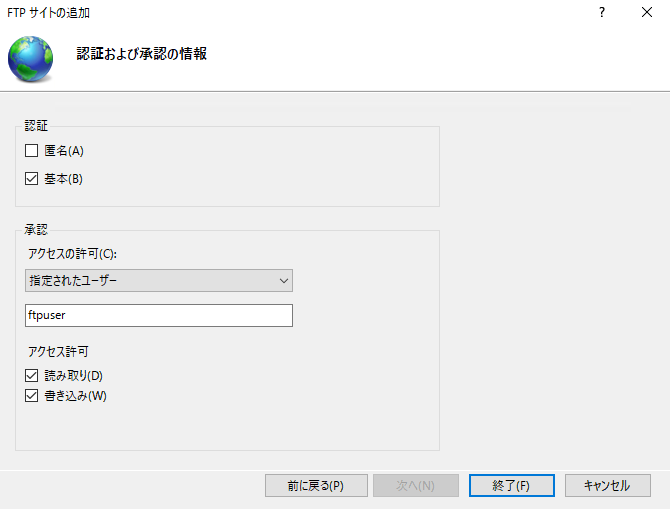 FTP サイトの追加
?
認証および承認の情報
認証
匿名(A)
基本(B)
承認
アクセスの許可(C):
指定されたユーザー
ftpuser
アクセス許可
読み取り(D)
書き込み(W)
前に戻る(P)
次へ(N)
終了(F)
キャンセル